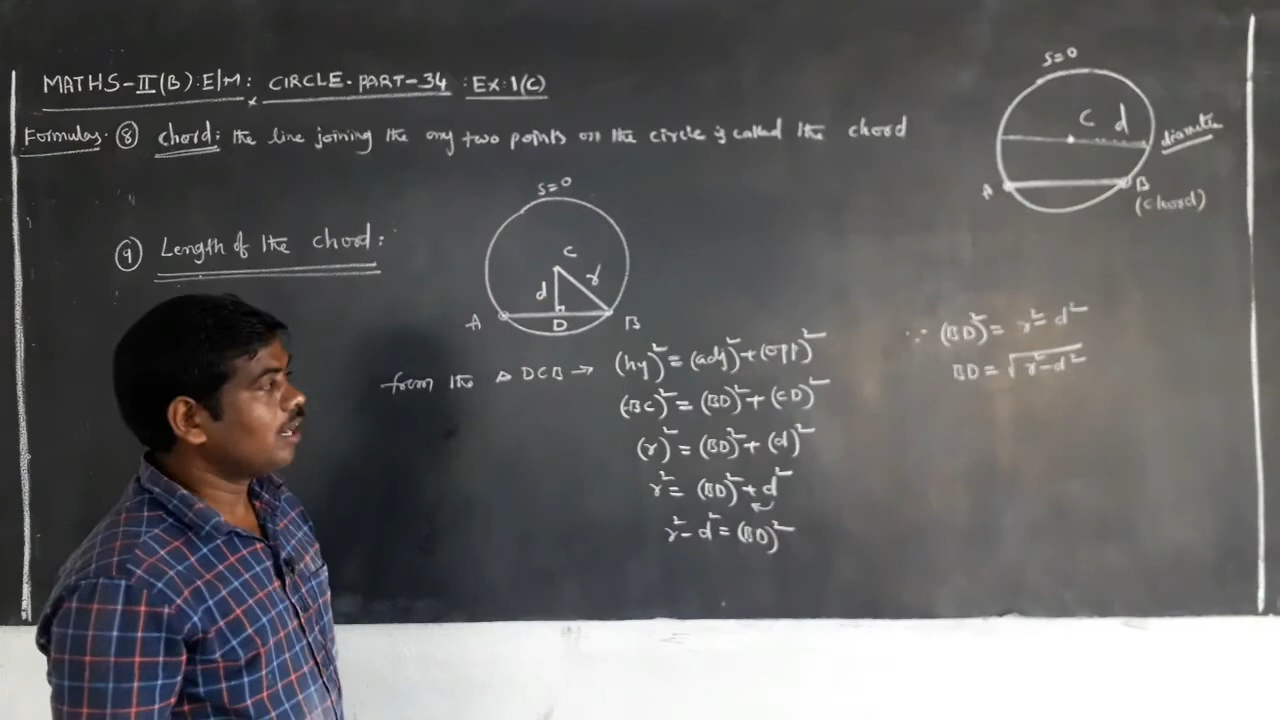 MATHS-II(B):E/M: CIRCLE-PART-34 :EX:1(C)
Formulas. ⑧ chord: the line joining the any two points on the circle is called the chord
S=0
C d
diameter
A B
(chord)
⑨ Length of the chord:
S=0
C
d r
A D B
from the △ DCB → (hy)² = (adj)² + (opp)²
(BC)² = (BD)² + (CD)²
(r)² = (BD)² + (d)²
r² = (BD)² + d²
r² - d² = (BD)²
∵ (BD)² = r² - d²
BD = √r² - d²